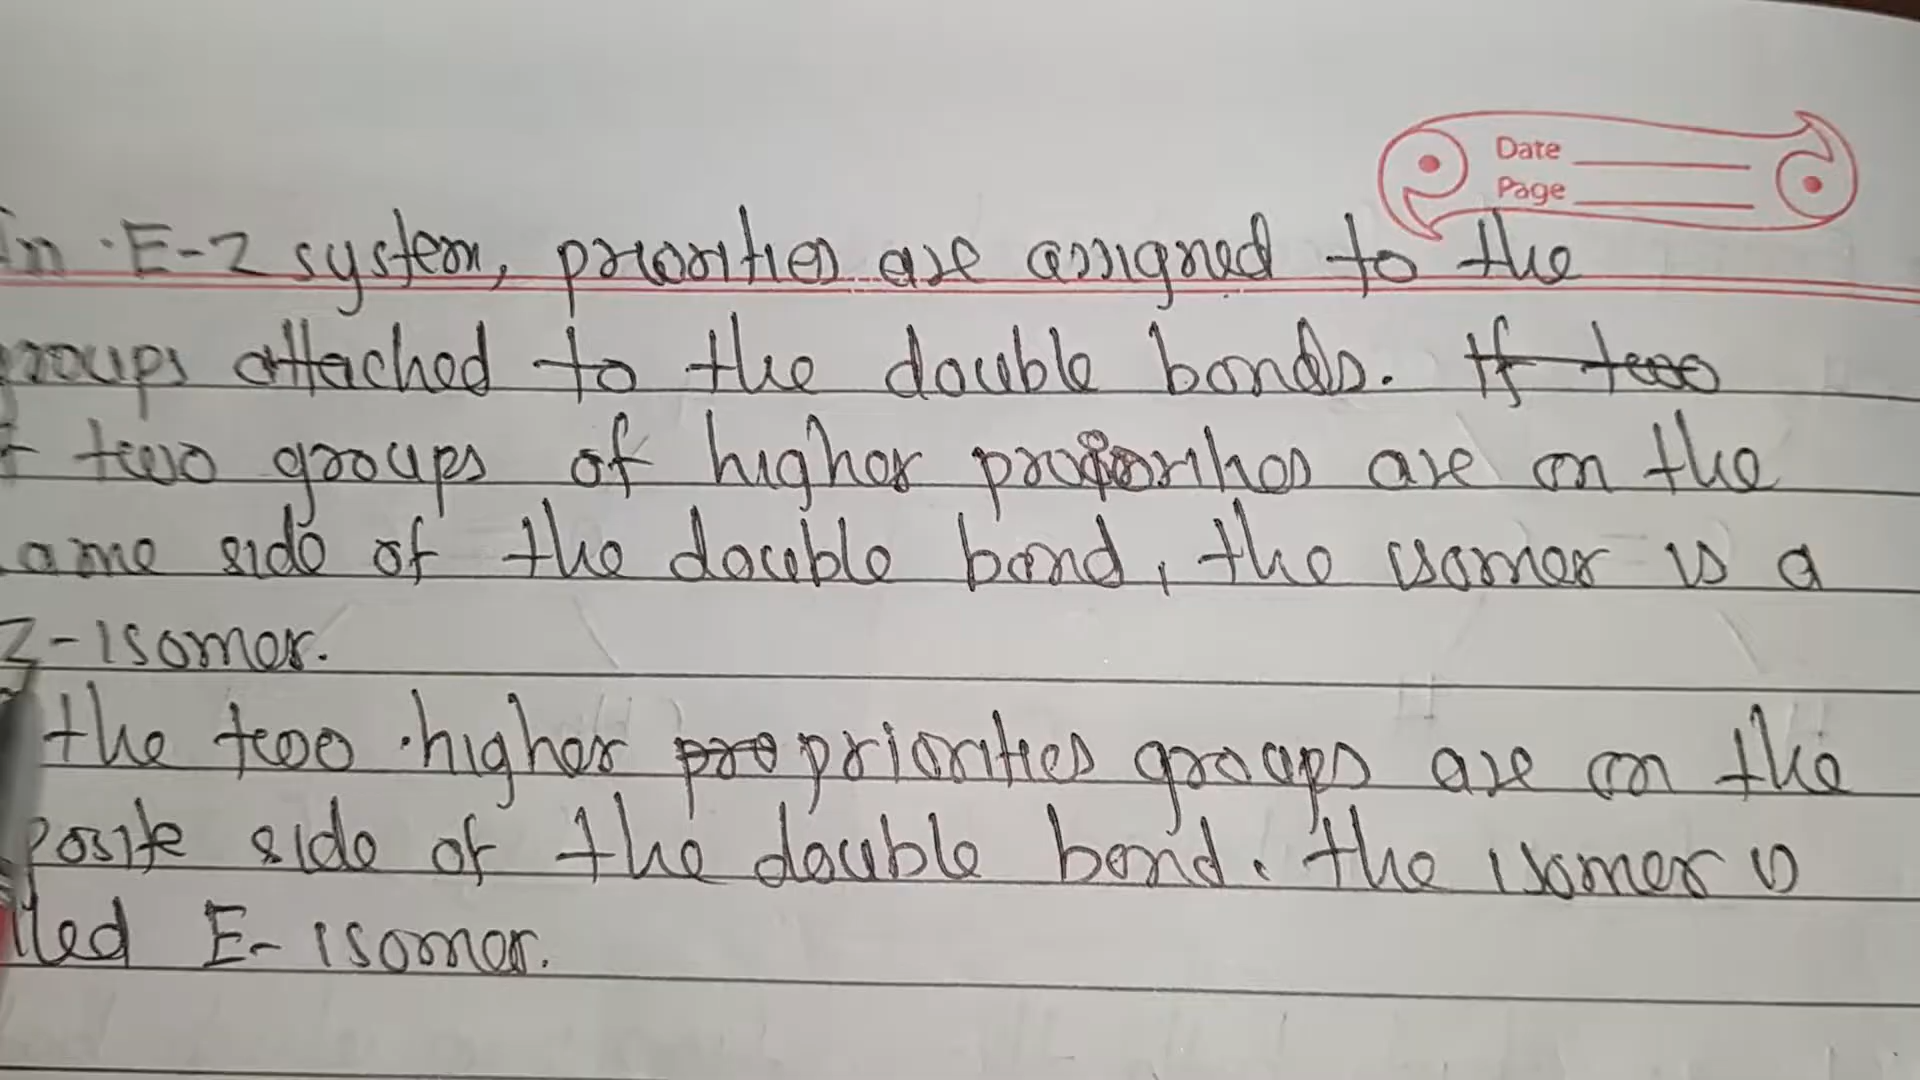 Date
Page
In E-Z system, priorities are assigned to the
groups attached to the double bonds. If two
If two groups of higher priorities are on the
same side of the double bond, the isomer is a
Z-isomer.
the two higher pro priorities groups are on the
posite side of the double bond. the isomer is
lled E-isomer.